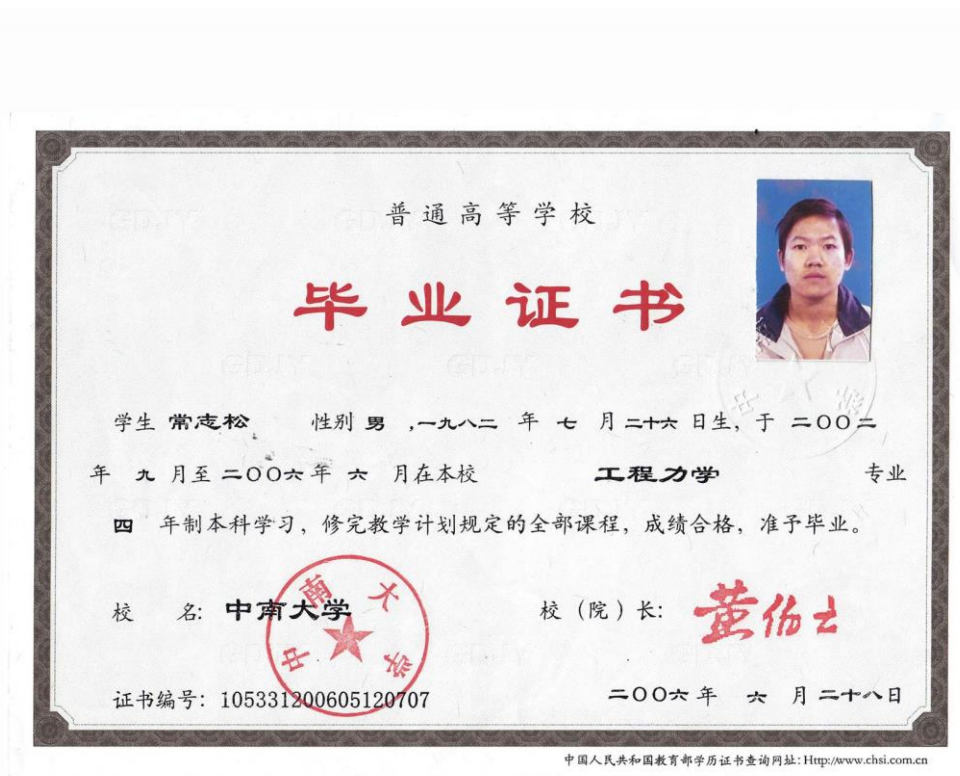 普通高等学校
毕业证书
学生 常志松 性别 男 ,一九八二 年 七 月 二十六 日生, 于 二〇〇二
年 九 月至 二〇〇六 年 六 月在本校 工程力学 专业
四 年制本科学习, 修完教学计划规定的全部课程, 成绩合格, 准予毕业。
校 名: 中南大学 校（院）长: 黄伯云
中南大学
证书编号: 105331200605120707 二〇〇六 年 六 月 二十八日
中国人民共和国教育部学历证书查询网址: Http://www.chsi.com.cn